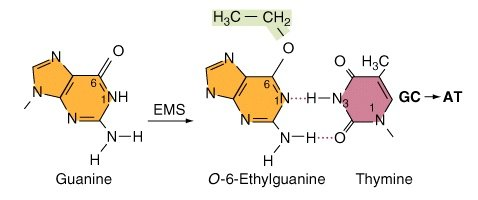 H3C — CH2
O
O
N
N
6
1
NH
N
N
H
H
Guanine
EMS
N
N
6
1
N
N
N
H
H
H
O-6-Ethylguanine
O
H3C
N
3
1
N
O
Thymine
GC → AT